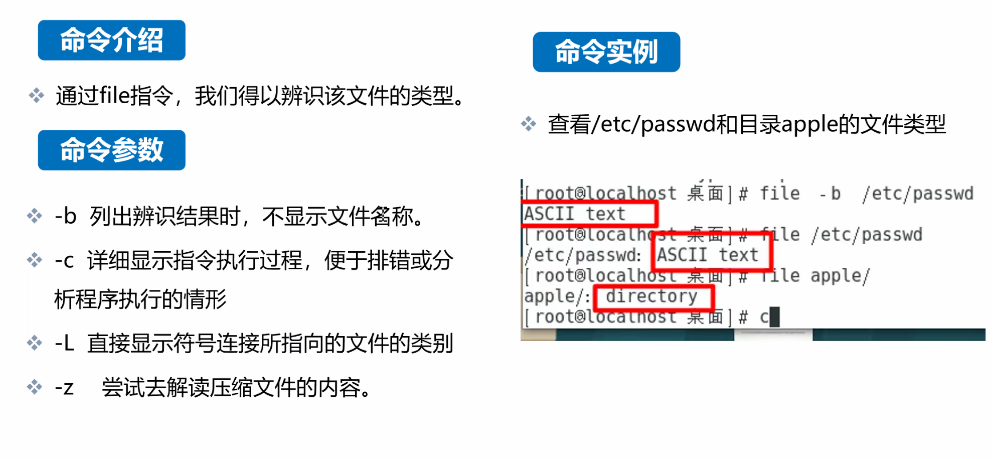 命令介绍
通过file指令，我们得以辨识该文件的类型。
命令参数
-b 列出辨识结果时，不显示文件名称。
-c 详细显示指令执行过程，便于排错或分
析程序执行的情形
-L 直接显示符号连接所指向的文件的类别
-z 尝试去解读压缩文件的内容。
命令实例
查看/etc/passwd和目录apple的文件类型
[root@localhost 桌面]# file -b /etc/passwd
ASCII text
[root@localhost 桌面]# file /etc/passwd
/etc/passwd: ASCII text
[root@localhost 桌面]# file apple/
apple/: directory
[root@localhost 桌面]# c